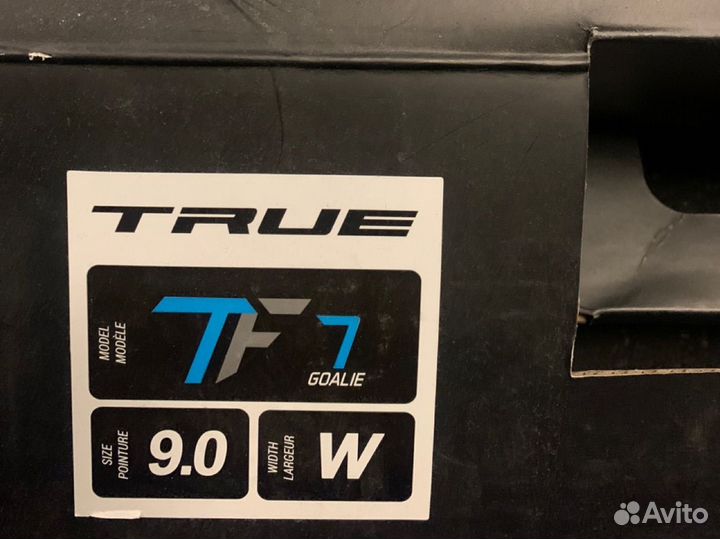 TRUE
MODEL
MODÈLE
TF7
GOALIE
SIZE
POINTURE
9.0
WIDTH
LARGEUR
W
Avito